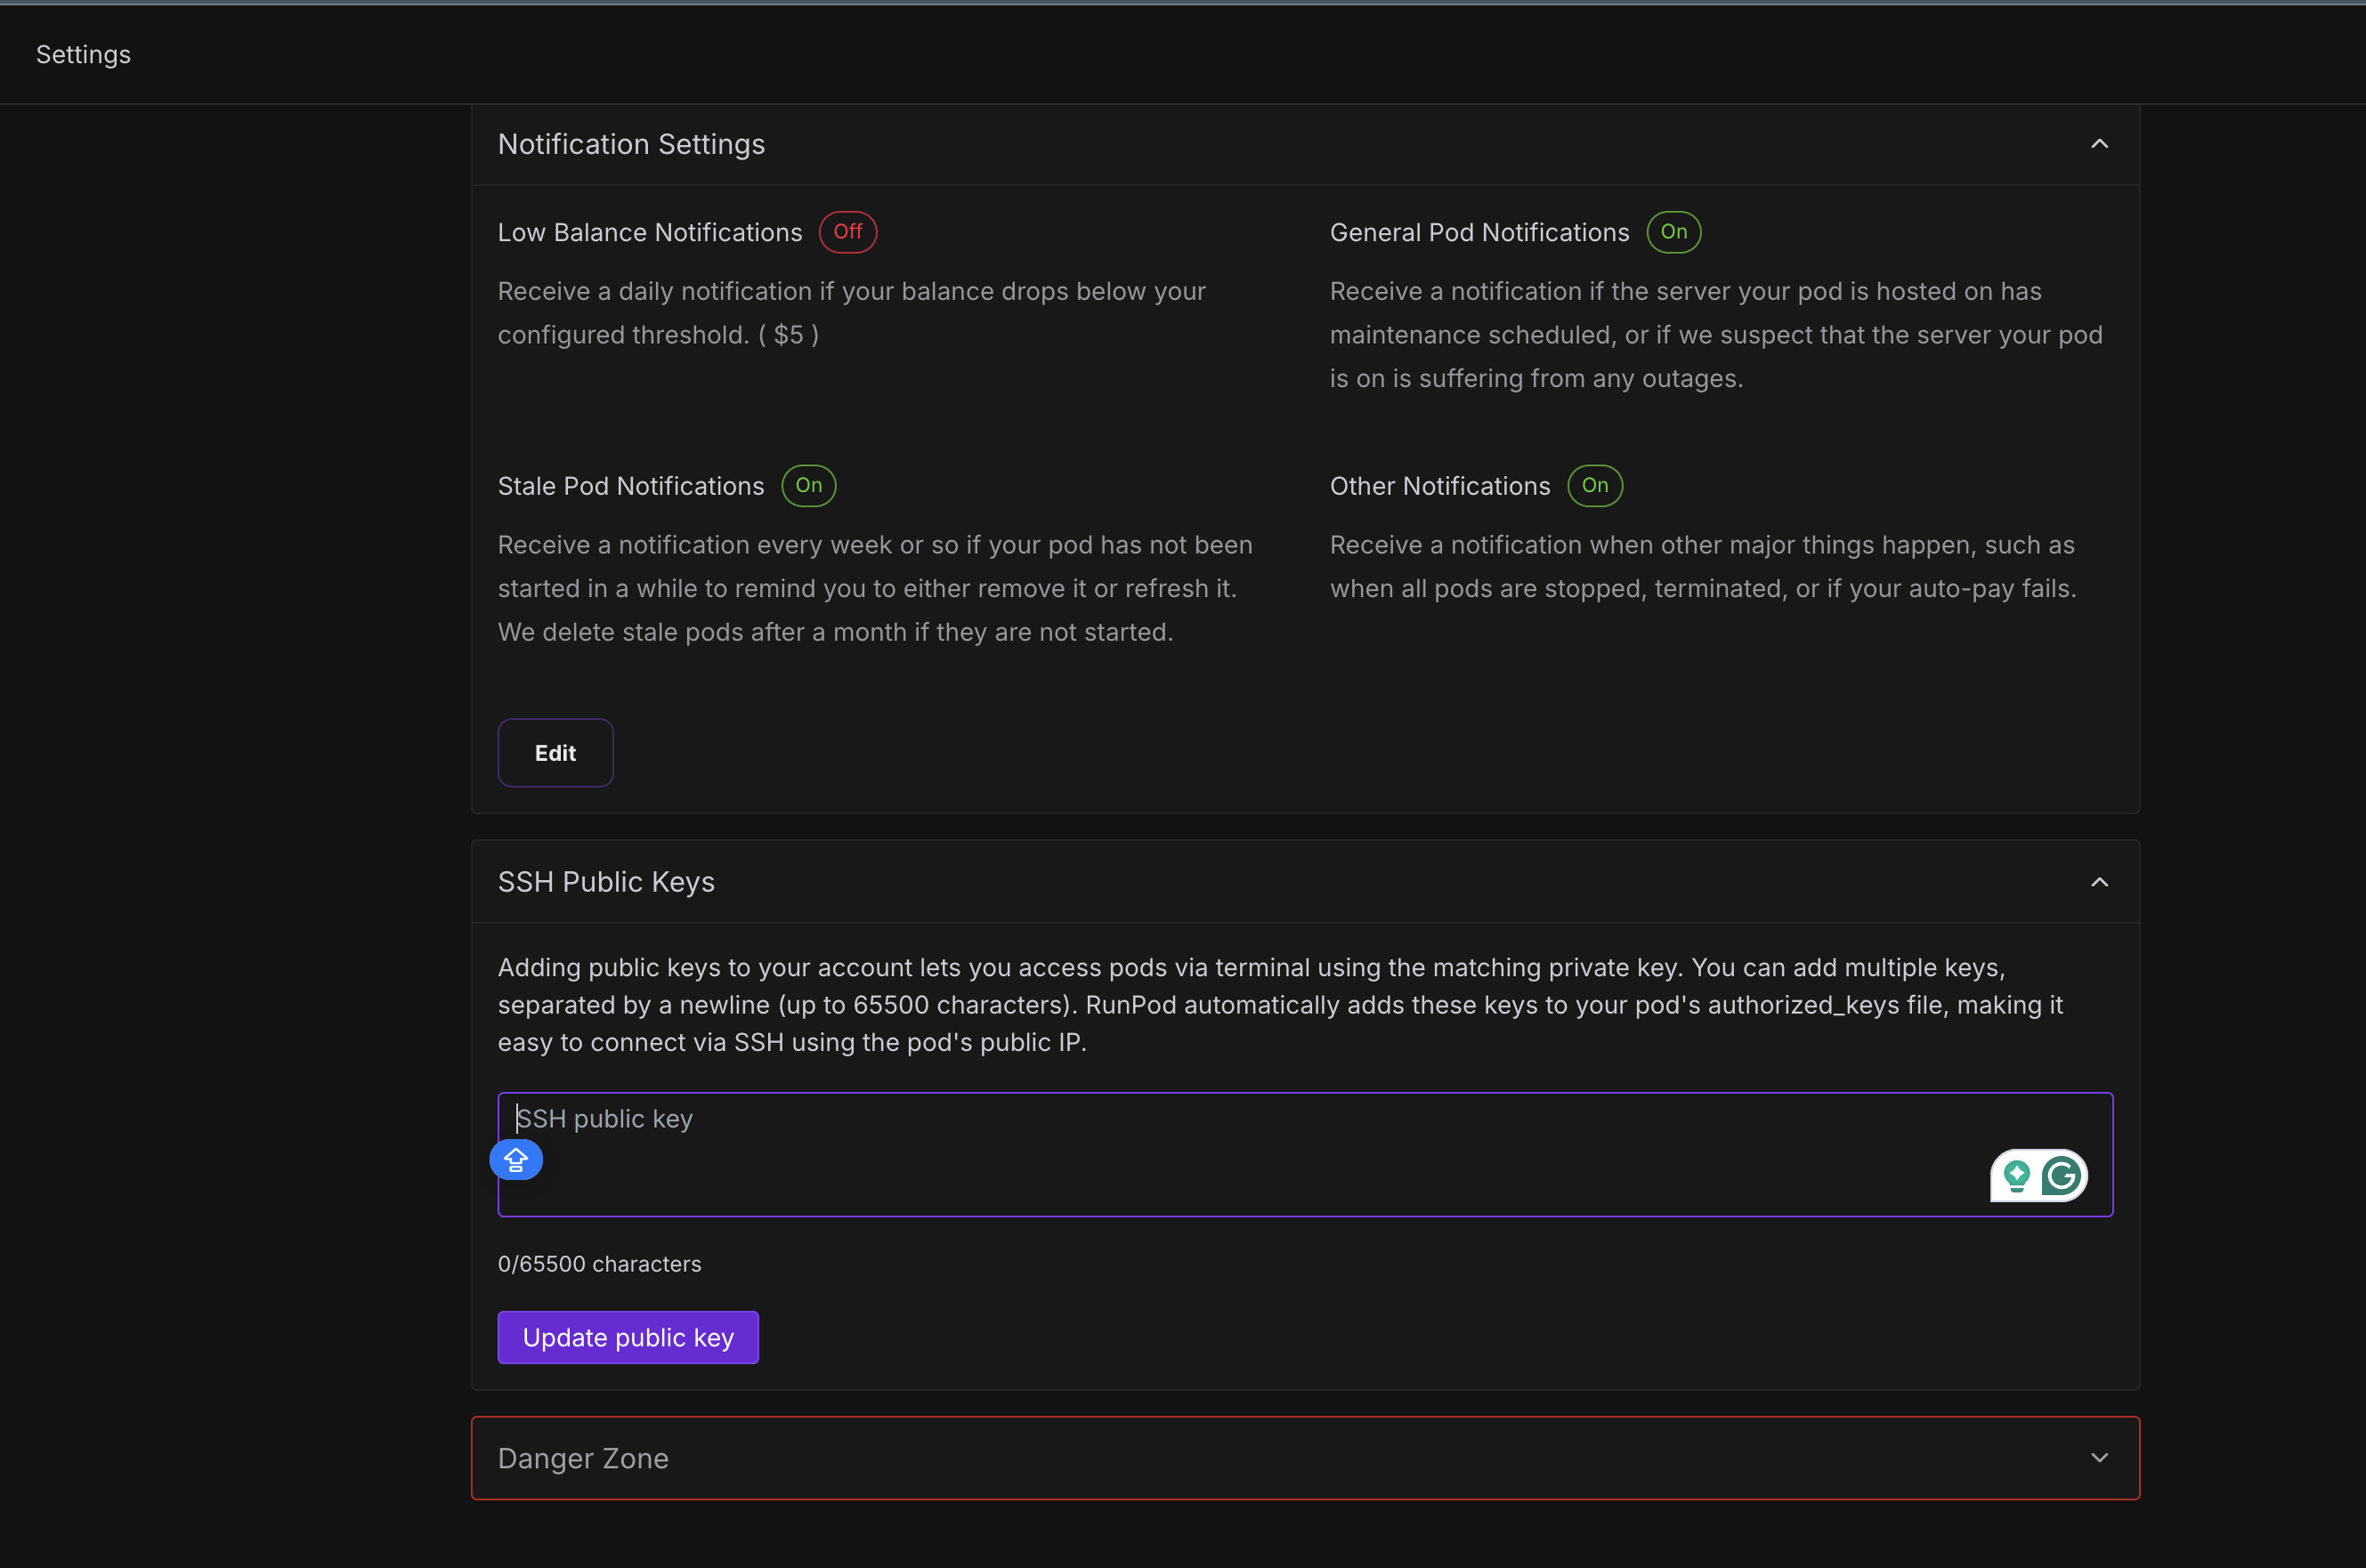 Settings
Notification Settings
Low Balance Notifications Off
Receive a daily notification if your balance drops below your
configured threshold. ( $5 )
General Pod Notifications On
Receive a notification if the server your pod is hosted on has
maintenance scheduled, or if we suspect that the server your pod
is on is suffering from any outages.
Stale Pod Notifications On
Receive a notification every week or so if your pod has not been
started in a while to remind you to either remove it or refresh it.
We delete stale pods after a month if they are not started.
Other Notifications On
Receive a notification when other major things happen, such as
when all pods are stopped, terminated, or if your auto-pay fails.
Edit
SSH Public Keys
Adding public keys to your account lets you access pods via terminal using the matching private key. You can add multiple keys,
separated by a newline (up to 65500 characters). RunPod automatically adds these keys to your pod's authorized_keys file, making it
easy to connect via SSH using the pod's public IP.
SSH public key
0/65500 characters
Update public key
Danger Zone